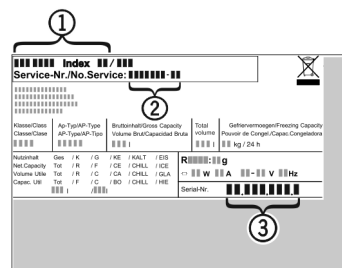 1
Index /
Service-Nr./No.Service: -
2
Klasse/Class Ap-Typ/AP-Type Bruttoinhalt/Gross Capacity Total Gefriervermoegen/Freezing Capacity
Classe/Clase AP-Type/AP-Tipo Volume Brut/Capacidad Bruta volume Pouvoir de Congel./Capac.Congeladora
l l kg / 24 h
Nutzinhalt Ges / K / G / KE / KALT / EIS
Net.Capacity Tot / R / F / CE / CHILL / ICE
Volume Utile Tot / R / C / CA / CHILL / GLA
Capac. Util Tot / F / C / BO / CHILL / HIE
l / l
R : g
W A - V Hz
Serial-Nr. . . .
3